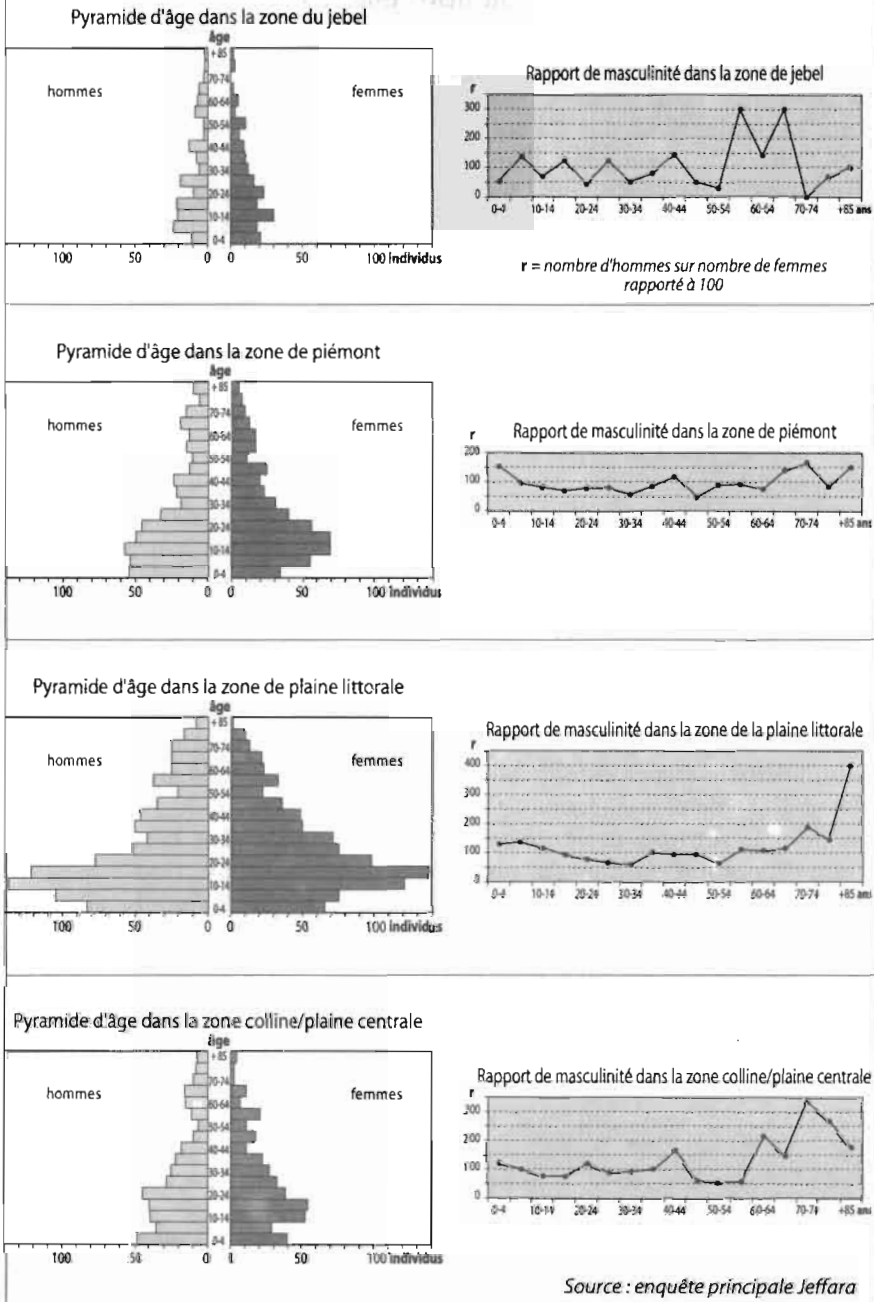 Pyramide d'âge dans la zone du jebel
âge
+ 85
70-74
60-64
50-54
40-44
30-34
20-24
10-14
0-4
hommes
femmes
100 50 0 0 50 100 Individus
Rapport de masculinité dans la zone de jebel
r
300
200
100
0
0-4 10-14 20-24 30-34 40-44 50-54 60-64 70-74 +85 ans
r = nombre d'hommes sur nombre de femmes
rapporté à 100
Pyramide d'âge dans la zone de piémont
âge
+ 85
70-74
60-64
50-54
40-44
30-34
20-24
10-14
0-4
hommes
femmes
100 50 0 0 50 100 Individus
Rapport de masculinité dans la zone de piémont
r
200
100
0
0-4 10-14 20-24 30-34 40-44 50-54 60-64 70-74 +85 ans
Pyramide d'âge dans la zone de plaine littorale
âge
+ 85
70-74
60-64
50-54
40-44
30-34
20-24
10-14
0-4
hommes
femmes
100 50 0 0 50 100 Individus
Rapport de masculinité dans la zone de la plaine littorale
r
400
300
200
100
0
0-4 10-14 20-24 30-34 40-44 50-54 60-64 70-74 +85 ans
Pyramide d'âge dans la zone colline/plaine centrale
âge
+ 85
70-74
60-64
50-54
40-44
30-34
20-24
10-14
0-4
hommes
femmes
100 50 0 0 50 100 Individus
Rapport de masculinité dans la zone colline/plaine centrale
r
300
200
100
0
0-4 10-14 20-24 30-34 40-44 50-54 60-64 70-74 +85 ans
Source : enquête principale Jeffara